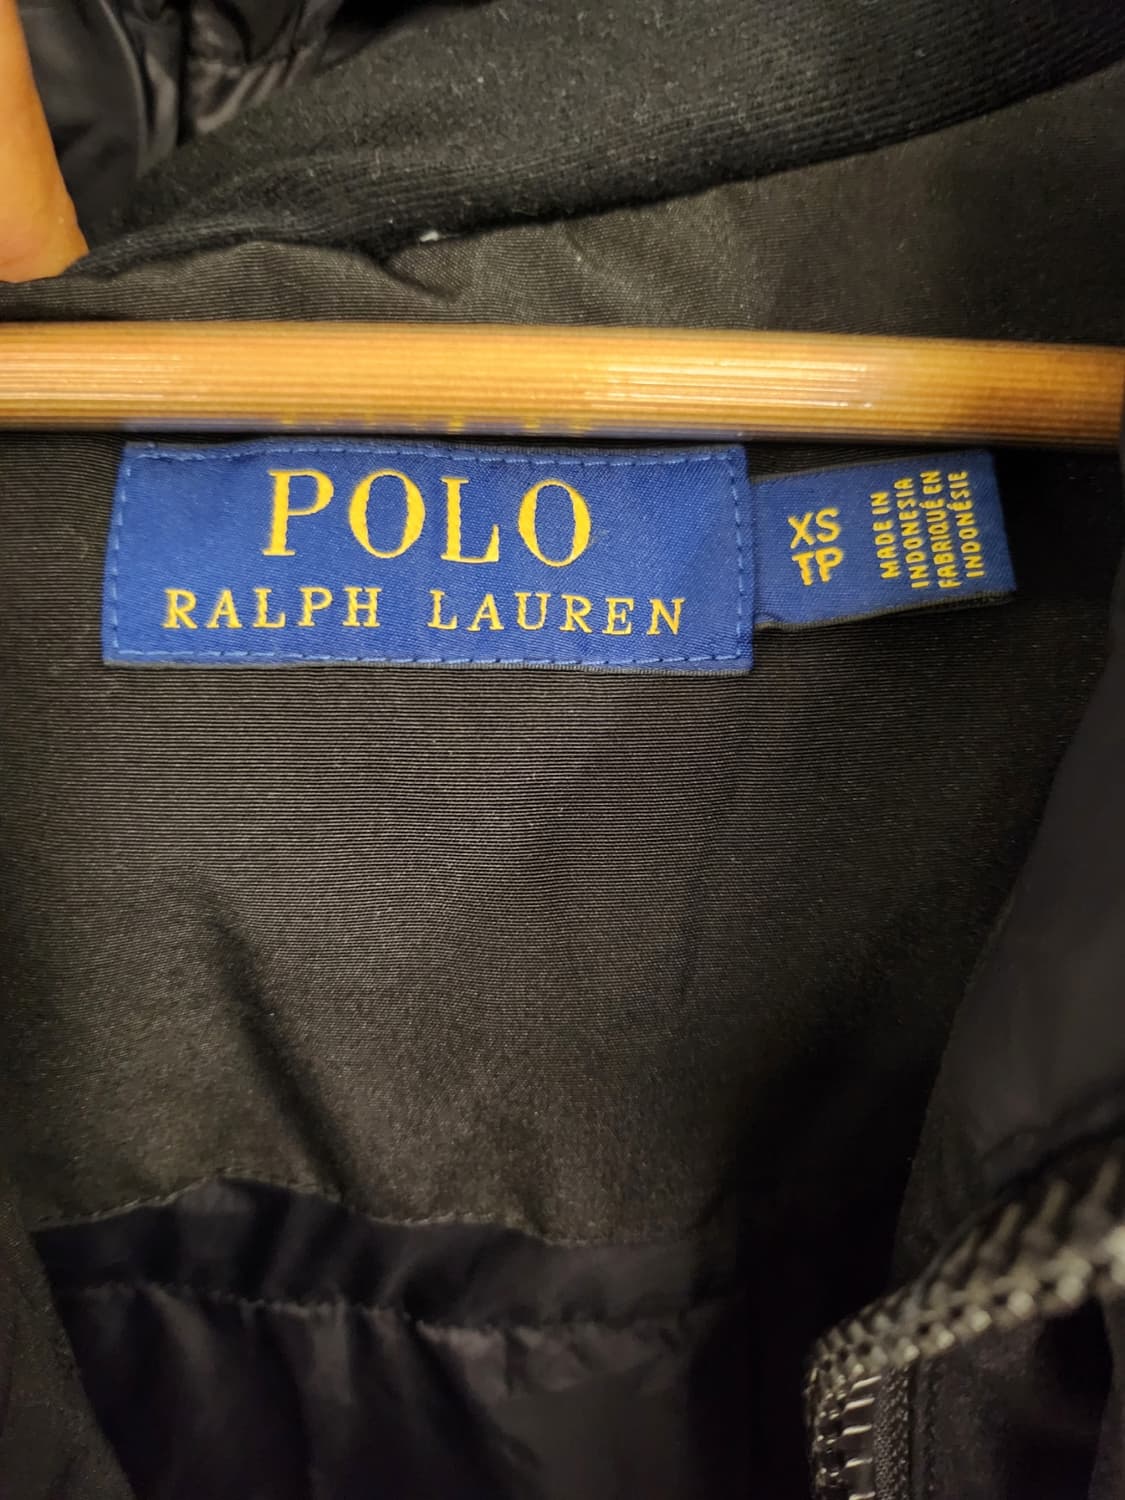 POLO
RALPH LAUREN
XS
TP
MADE IN
INDONESIA
FABRIQUÉ EN
INDONÉSIE